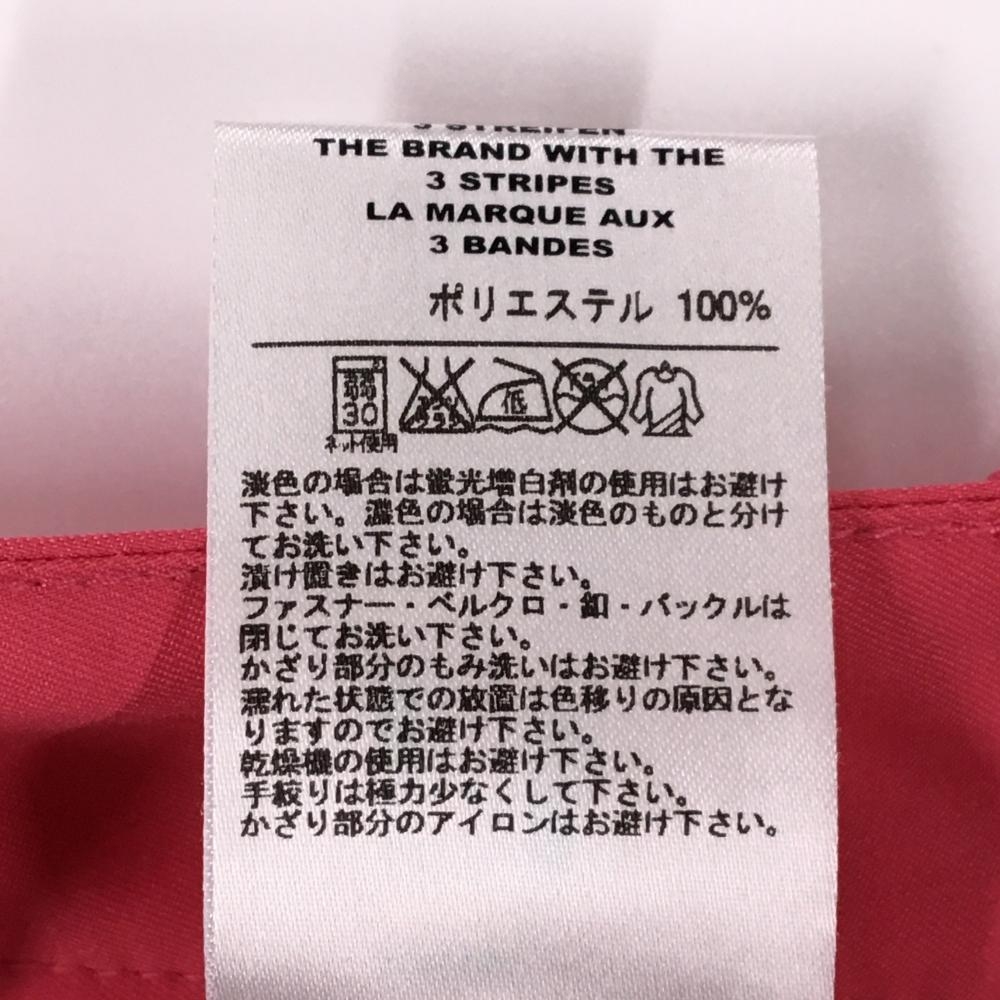 3 STREIFEN
THE BRAND WITH THE
3 STRIPES
LA MARQUE AUX
3 BANDES
ポリエステル 100%
30
低
ネット使用
淡色の場合は蛍光増白剤の使用はお避け
下さい。濃色の場合は淡色のものと分け
てお洗い下さい。
漬け置きはお避け下さい。
ファスナー・ベルクロ・釦・バックルは
閉じてお洗い下さい。
かざり部分のもみ洗いはお避け下さい。
濡れた状態での放置は色移りの原因とな
りますのでお避け下さい。
乾燥機の使用はお避け下さい。
手絞りは極力少なくして下さい。
かざり部分のアイロンはお避け下さい。